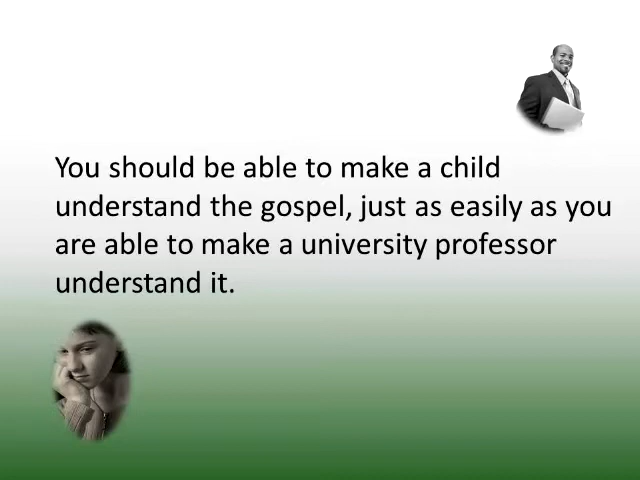 You should be able to make a child
understand the gospel, just as easily as you
are able to make a university professor
understand it.